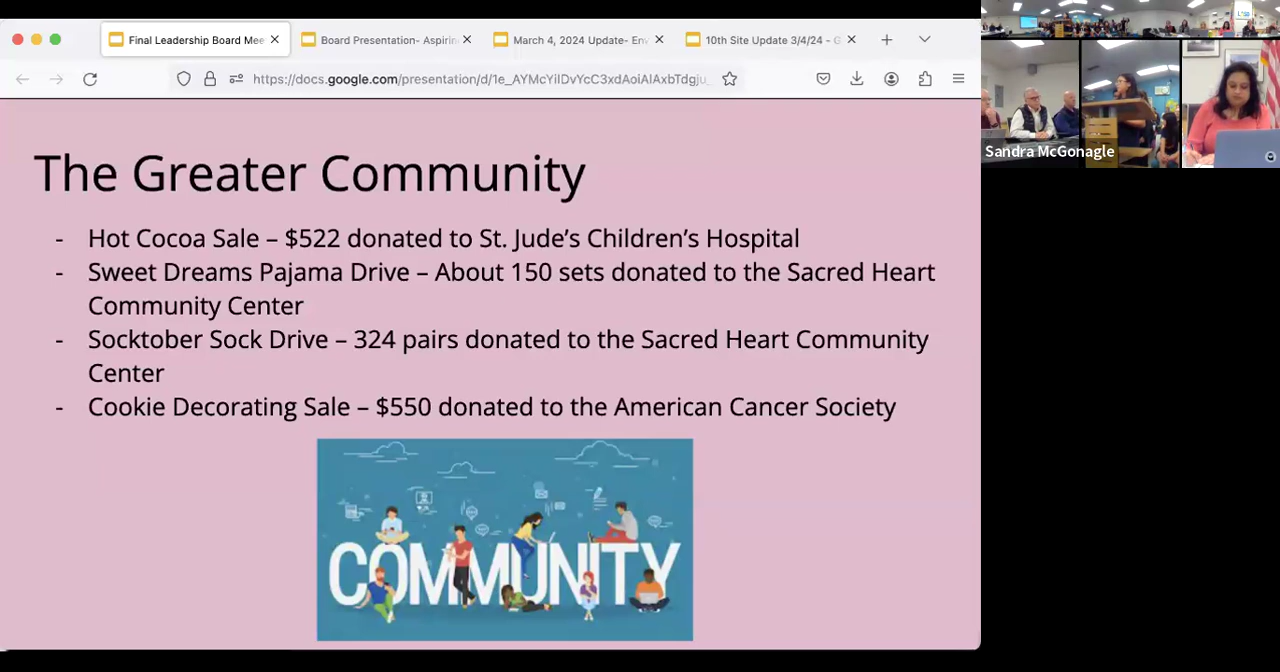 Final Leadership Board Mee
Board Presentation- Aspirin
March 4, 2024 Update- Env
10th Site Update 3/4/24 - G
https://docs.google.com/presentation/d/1e_AYMcYilDvYcC3xdAoiAlAxbTdgju_
The Greater Community
- Hot Cocoa Sale – $522 donated to St. Jude’s Children’s Hospital
- Sweet Dreams Pajama Drive – About 150 sets donated to the Sacred Heart
Community Center
- Socktober Sock Drive – 324 pairs donated to the Sacred Heart Community
Center
- Cookie Decorating Sale – $550 donated to the American Cancer Society
COMMUNITY
Sandra McGonagle